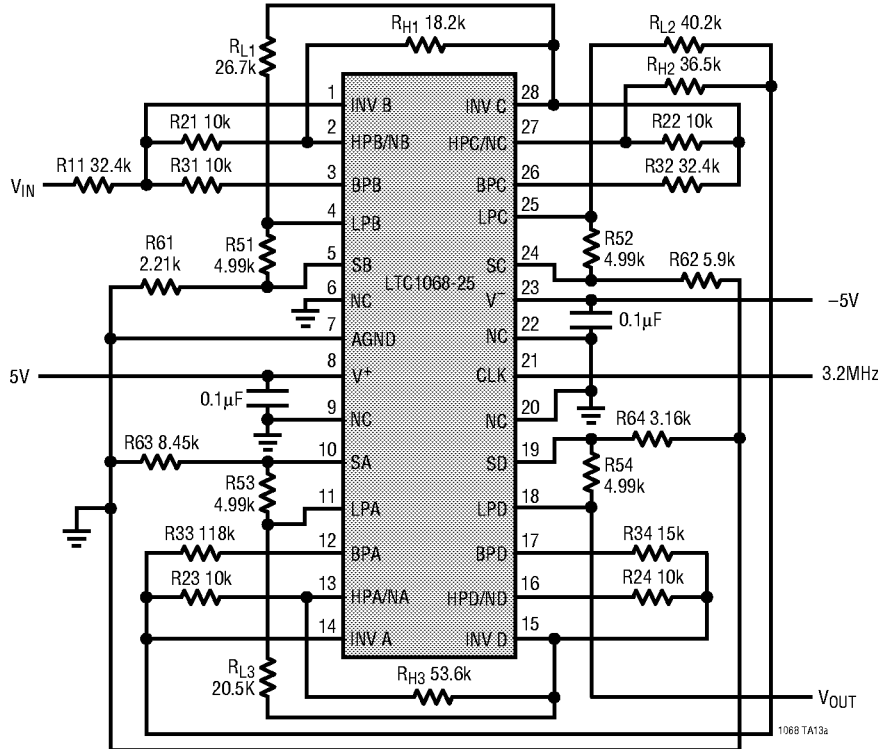 RH1 18.2k
RL2 40.2k
RL1
26.7k
RH2 36.5k
1
INV B
INV C
28
R21 10k
2
HPB/NB
HPC/NC
27
R22 10k
R11 32.4k
R31 10k
3
BPB
BPC
26
R32 32.4k
VIN
4
LPB
LPC
25
R61
2.21k
R51
4.99k
5
SB
SC
24
R52
4.99k
R62 5.9k
LTC1068-25
6
NC
V–
23
–5V
7
AGND
NC
22
0.1µF
5V
8
V+
CLK
21
3.2MHz
0.1µF
9
NC
NC
20
R63 8.45k
10
SA
SD
19
R64 3.16k
R53
4.99k
R54
4.99k
11
LPA
LPD
18
R33 118k
12
BPA
BPD
17
R34 15k
R23 10k
13
HPA/NA
HPD/ND
16
R24 10k
14
INV A
INV D
15
RL3
20.5K
RH3 53.6k
VOUT
1068 TA13a